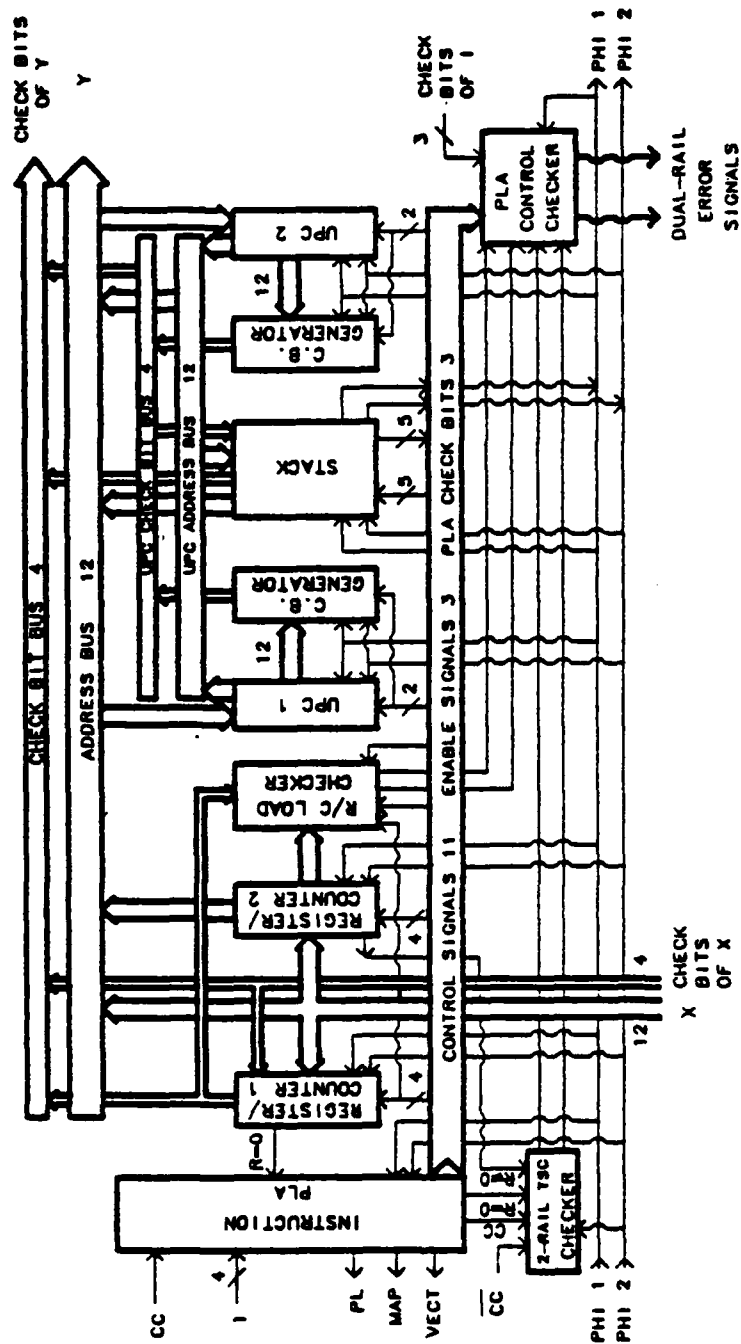 CHECK BITS
OF Y
Y
CHECK BIT BUS 4
ADDRESS BUS 12
UPC CHECK BIT BUS 4
UPC ADDRESS BUS 12
INSTRUCTION
PLA
R=0
REGISTER/
COUNTER 1
REGISTER/
COUNTER 2
R/C LOAD
CHECKER
UPC 1
12
C.B.
GENERATOR
STACK
C.B.
GENERATOR
12
UPC 2
4
4
2
5
5
2
CONTROL SIGNALS 11
ENABLE SIGNALS 3
PLA CHECK BITS 3
CC
4
I
PL
MAP
VECT
CC
CC
R=0
R=0
2-RAIL TSC
CHECKER
PHI 1
PHI 2
12
4
X
CHECK
BITS
OF X
3
CHECK
BITS
OF I
PLA
CONTROL
CHECKER
PHI 1
PHI 2
DUAL-RAIL
ERROR
SIGNALS